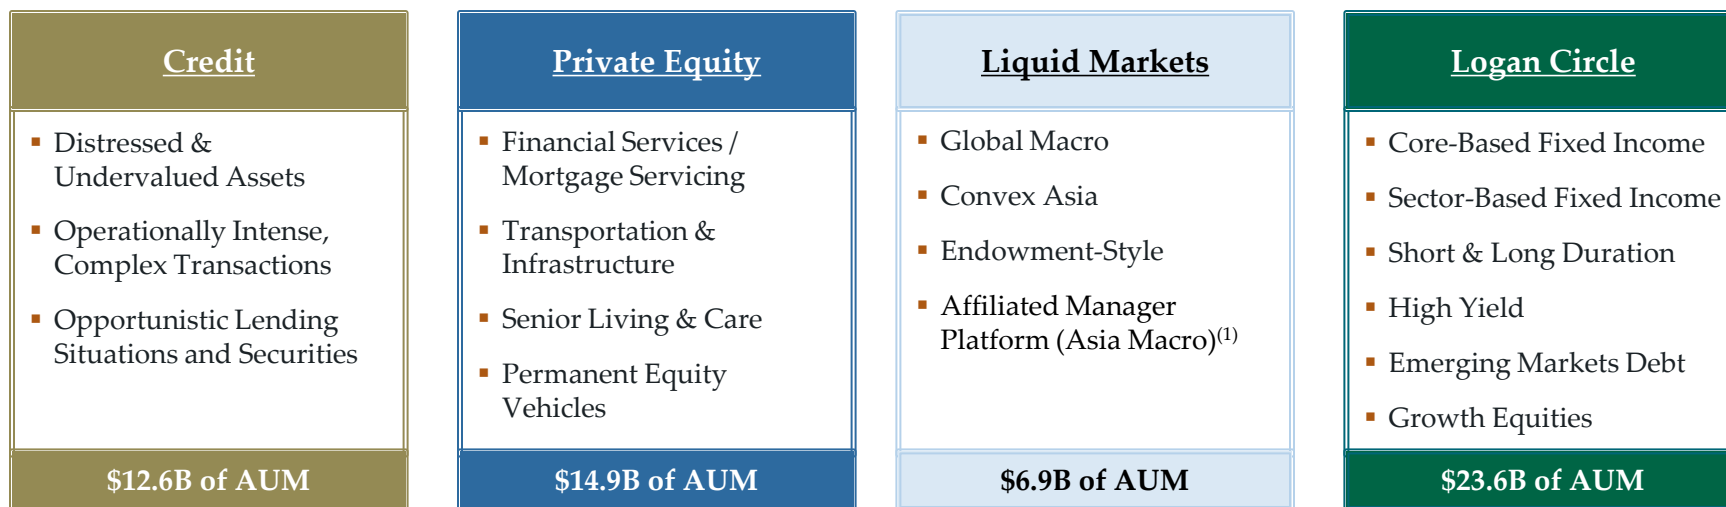 Credit
▪ Distressed &
Undervalued Assets
▪ Operationally Intense,
Complex Transactions
▪ Opportunistic Lending
Situations and Securities
$12.6B of AUM
Private Equity
▪ Financial Services /
Mortgage Servicing
▪ Transportation &
Infrastructure
▪ Senior Living & Care
▪ Permanent Equity
Vehicles
$14.9B of AUM
Liquid Markets
▪ Global Macro
▪ Convex Asia
▪ Endowment-Style
▪ Affiliated Manager
Platform (Asia Macro)(1)
$6.9B of AUM
Logan Circle
▪ Core-Based Fixed Income
▪ Sector-Based Fixed Income
▪ Short & Long Duration
▪ High Yield
▪ Emerging Markets Debt
▪ Growth Equities
$23.6B of AUM